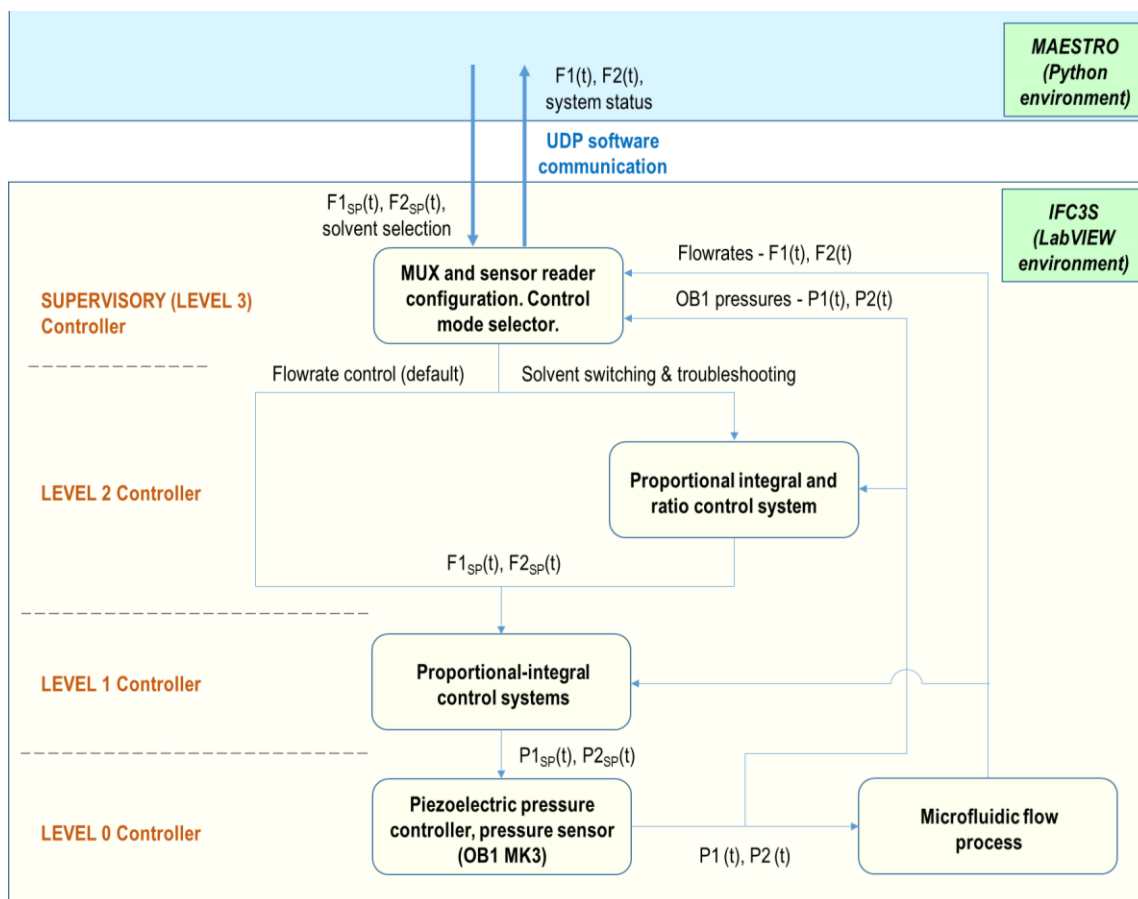 MAESTRO
(Python
environment)
F1(t), F2(t),
system status
UDP software
communication
IFC3S
(LabVIEW
environment)
F1SP(t), F2SP(t),
solvent selection
Flowrates - F1(t), F2(t)
MUX and sensor reader
configuration. Control
mode selector.
OB1 pressures - P1(t), P2(t)
SUPERVISORY (LEVEL 3)
Controller
Flowrate control (default)
Solvent switching & troubleshooting
LEVEL 2 Controller
Proportional integral and
ratio control system
F1SP(t), F2SP(t)
LEVEL 1 Controller
Proportional-integral
control systems
P1SP(t), P2SP(t)
LEVEL 0 Controller
Piezoelectric pressure
controller, pressure sensor
(OB1 MK3)
P1 (t), P2 (t)
Microfluidic flow
process